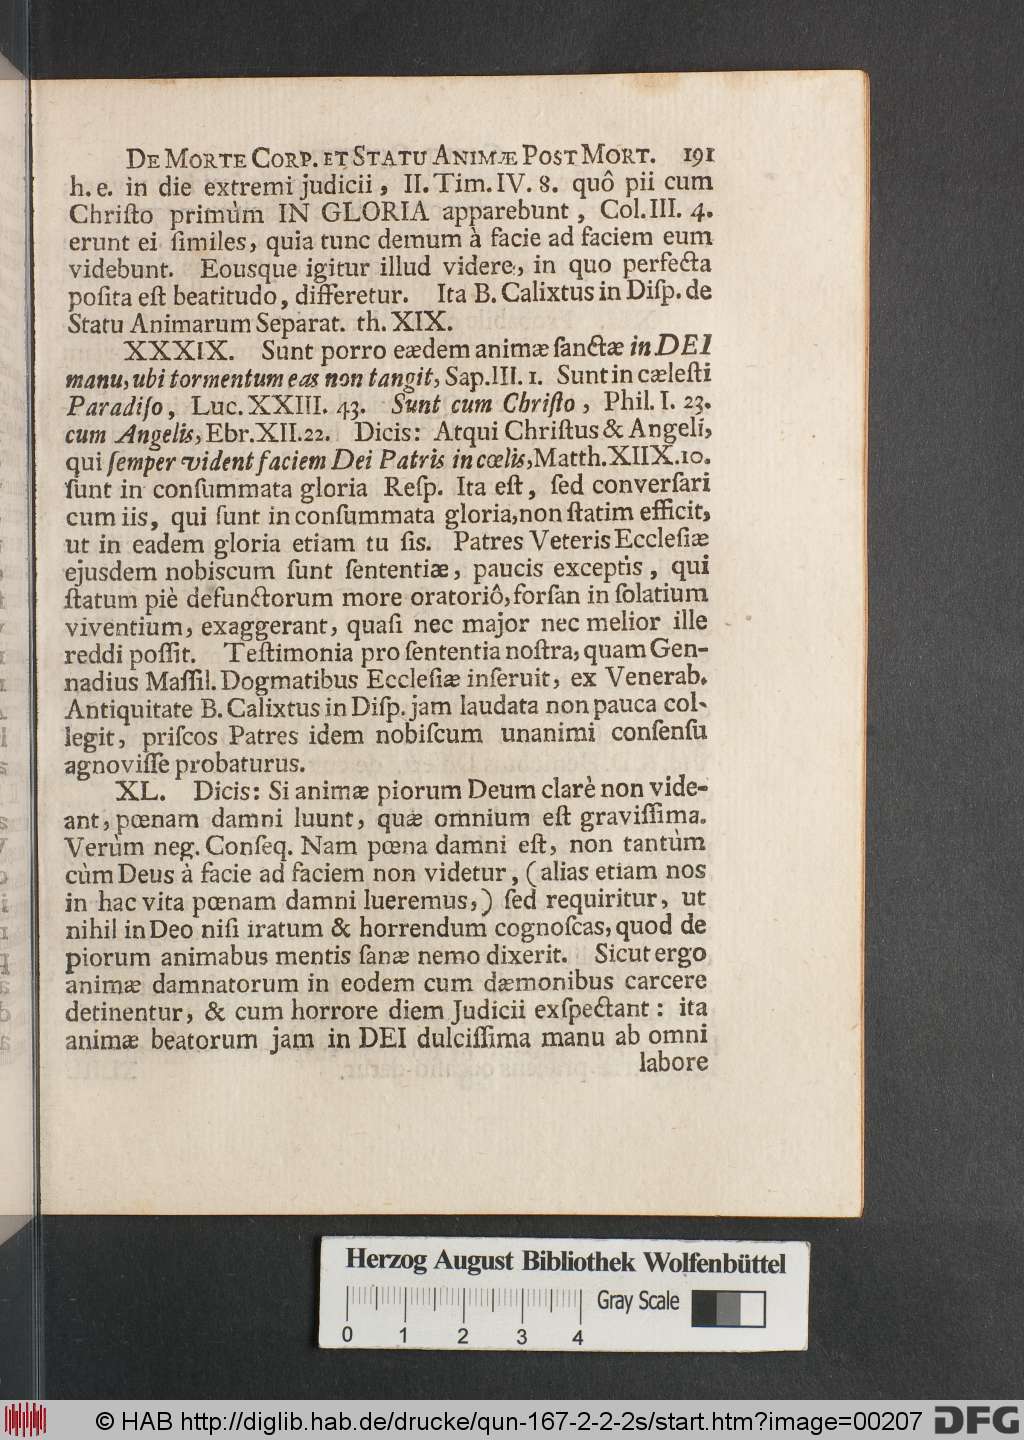 DE MORTE CORP. ET STATU ANIMÆ POST MORT. 191
h. e. in die extremi judicii, II. Tim. IV. 8. quô pii cum
Chriſto primùm IN GLORIA apparebunt, Col. III. 4.
erunt ei ſimiles, quia tunc demum à facie ad faciem eum
videbunt. Eousque igitur illud videre, in quo perfecta
poſita eſt beatitudo, differetur. Ita B. Calixtus in Diſp. de
Statu Animarum Separat. th. XIX.
XXXIX. Sunt porro eædem animæ ſanctæ in DEI
manu, ubi tormentum eas non tangit, Sap. III. 1. Sunt in cæleſti
Paradiſo, Luc. XXIII. 43. Sunt cum Chriſto, Phil. I. 23.
cum Angelis, Ebr. XII. 22. Dicis: Atqui Chriſtus & Angeli,
qui ſemper vident faciem Dei Patris in cœlis, Matth. XIIX. 10.
ſunt in conſummata gloria Reſp. Ita eſt, ſed converſari
cum iis, qui ſunt in conſummata gloria, non ſtatim efficit,
ut in eadem gloria etiam tu ſis. Patres Veteris Eccleſiæ
ejusdem nobiscum ſunt ſententiæ, paucis exceptis, qui
ſtatum piè defunctorum more oratoriô, forſan in ſolatium
viventium, exaggerant, quaſi nec major nec melior ille
reddi poſſit. Teſtimonia pro ſententia noſtra, quam Gen-
nadius Maſſil. Dogmatibus Eccleſiæ inſeruit, ex Venerab.
Antiquitate B. Calixtus in Diſp. jam laudata non pauca col-
legit, priſcos Patres idem nobiſcum unanimi conſenſu
agnoviſſe probaturus.
XL. Dicis: Si animæ piorum Deum clarè non vide-
ant, pœnam damni luunt, quæ omnium eſt graviſſima.
Verùm neg. Conſeq. Nam pœna damni eſt, non tantùm
cùm Deus à facie ad faciem non videtur, (alias etiam nos
in hac vita pœnam damni lueremus,) ſed requiritur, ut
nihil in Deo niſi iratum & horrendum cognoſcas, quod de
piorum animabus mentis ſanæ nemo dixerit. Sicut ergo
animæ damnatorum in eodem cum dæmonibus carcere
detinentur, & cum horrore diem Judicii exſpectant: ita
animæ beatorum jam in DEI dulciſſima manu ab omni
labore
Herzog August Bibliothek Wolfenbüttel
Gray Scale
0 1 2 3 4
© HAB http://diglib.hab.de/drucke/qun-167-2-2-2s/start.htm?image=00207
DFG